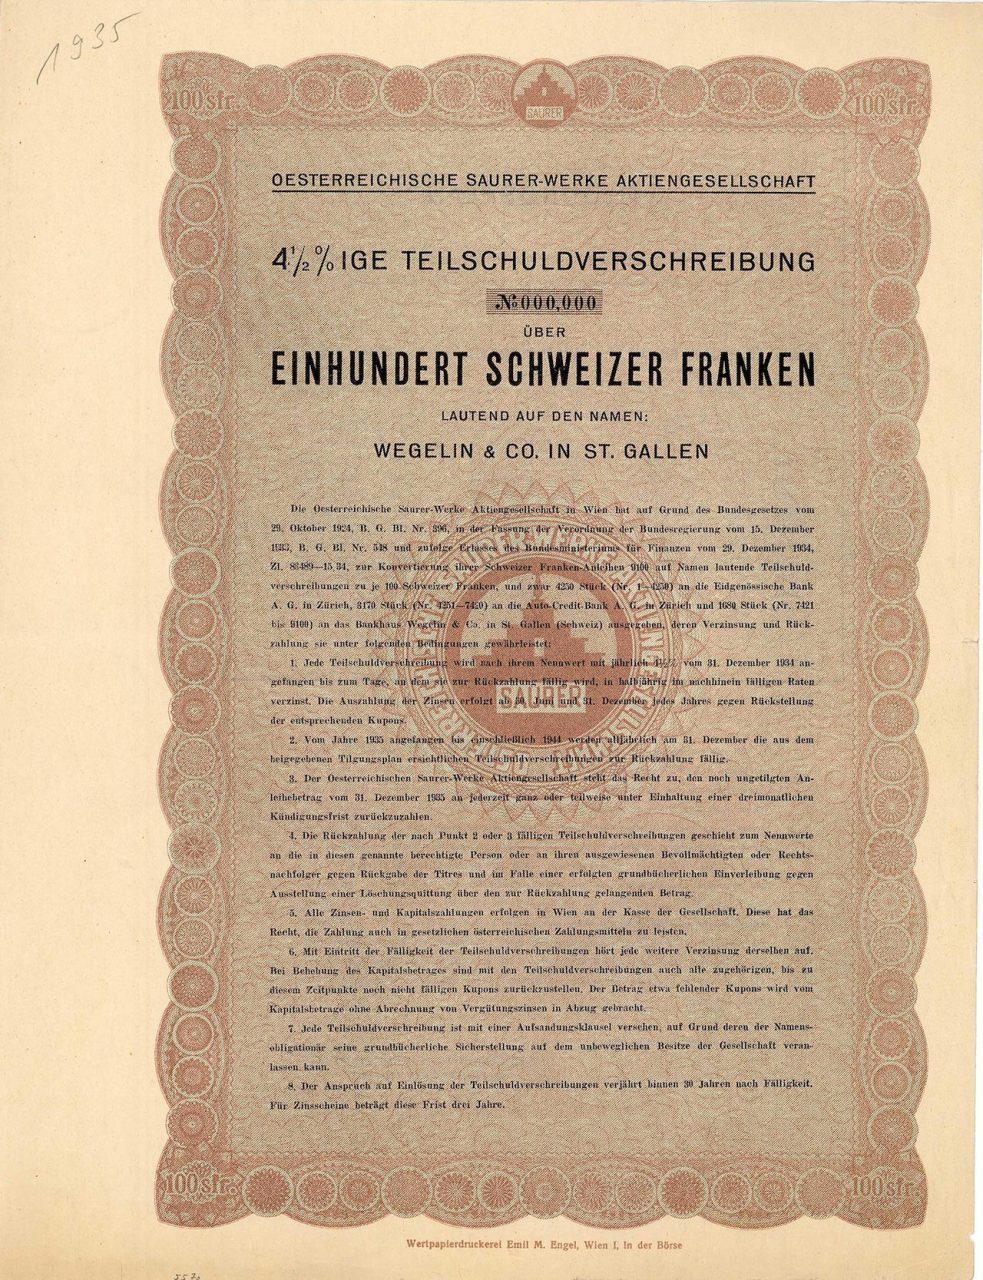 1935
100 sfr.
SAURER
100 sfr.
OESTERREICHISCHE SAURER-WERKE AKTIENGESELLSCHAFT
4½%IGE TEILSCHULDVERSCHREIBUNG
№000,000
ÜBER
EINHUNDERT SCHWEIZER FRANKEN
LAUTEND AUF DEN NAMEN:
WEGELIN & CO. IN ST. GALLEN
Die Oesterreichische Saurer-Werke Aktiengesellschaft in Wien hat auf Grund des Bundesgesetzes vom
29. Oktober 1924, B. G. Bl. Nr. 396, in der Fassung der Verordnung der Bundesregierung vom 15. Dezember
1933, B. G. Bl. Nr. 548 und zufolge Erlasses des Bundesministeriums für Finanzen vom 29. Dezember 1934,
Zl. 83489—15/34, zur Konvertierung ihrer Schweizer Franken-Anleihen 9100 auf Namen lautende Teilschuld-
verschreibungen zu je 100 Schweizer Franken, und zwar 4250 Stück (Nr. 1—4250) an die Eidgenössische Bank
A. G. in Zürich, 3170 Stück (Nr. 4251—7420) an die Auto-Credit-Bank A. G. in Zürich und 1680 Stück (Nr. 7421
bis 9100) an das Bankhaus Wegelin & Co. in St. Gallen (Schweiz) ausgegeben, deren Verzinsung und Rück-
zahlung sie unter folgenden Bedingungen gewährleistet:
1. Jede Teilschuldverschreibung wird nach ihrem Nennwert mit jährlich 4½% vom 31. Dezember 1934 an-
gefangen bis zum Tage, an dem sie zur Rückzahlung fällig wird, in halbjährig im nachhinein fälligen Raten
verzinst. Die Auszahlung der Zinsen erfolgt ab 30. Juni und 31. Dezember jedes Jahres gegen Rückstellung
der entsprechenden Kupons.
2. Vom Jahre 1935 angefangen bis einschließlich 1944 werden alljährlich am 31. Dezember die aus dem
beigegebenen Tilgungsplan ersichtlichen Teilschuldverschreibungen zur Rückzahlung fällig.
3. Der Oesterreichischen Saurer-Werke Aktiengesellschaft steht das Recht zu, den noch ungetilgten An-
leihebetrag vom 31. Dezember 1935 an jederzeit ganz oder teilweise unter Einhaltung einer dreimonatlichen
Kündigungsfrist zurückzuzahlen.
4. Die Rückzahlung der nach Punkt 2 oder 3 fälligen Teilschuldverschreibungen geschieht zum Nennwerte
an die in diesen genannte berechtigte Person oder an ihren ausgewiesenen Bevollmächtigten oder Rechts-
nachfolger gegen Rückgabe der Titres und im Falle einer erfolgten grundbücherlichen Einverleibung gegen
Ausstellung einer Löschungsquittung über den zur Rückzahlung gelangenden Betrag.
5. Alle Zinsen- und Kapitalszahlungen erfolgen in Wien an der Kasse der Gesellschaft. Diese hat das
Recht, die Zahlung auch in gesetzlichen österreichischen Zahlungsmitteln zu leisten.
6. Mit Eintritt der Fälligkeit der Teilschuldverschreibungen hört jede weitere Verzinsung derselben auf.
Bei Behebung des Kapitalsbetrages sind mit den Teilschuldverschreibungen auch alle zugehörigen, bis zu
diesem Zeitpunkte noch nicht fälligen Kupons zurückzustellen. Der Betrag etwa fehlender Kupons wird vom
Kapitalsbetrage ohne Abrechnung von Vergütungszinsen in Abzug gebracht.
7. Jede Teilschuldverschreibung ist mit einer Aufsandungsklausel versehen, auf Grund deren der Namens-
obligationär seine grundbücherliche Sicherstellung auf dem unbeweglichen Besitze der Gesellschaft veran-
lassen kann.
8. Der Anspruch auf Einlösung der Teilschuldverschreibungen verjährt binnen 30 Jahren nach Fälligkeit.
Für Zinsscheine beträgt diese Frist drei Jahre.
SAURER
100 sfr.
100 sfr.
Wertpapierdruckerei Emil M. Engel, Wien I, In der Börse